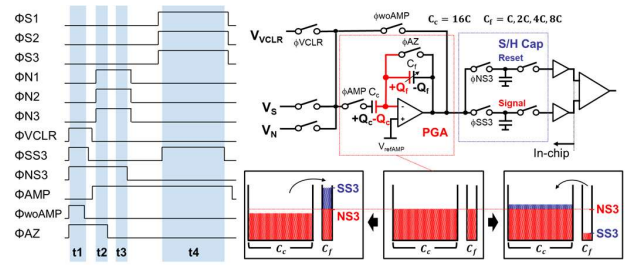 ΦS1
ΦS2
ΦS3
ΦN1
ΦN2
ΦN3
ΦVCLR
ΦSS3
ΦNS3
ΦAMP
ΦwoAMP
ΦAZ
t1 t2 t3 t4
C_c = 16C C_f = C, 2C, 4C, 8C
ϕwoAMP
V_VCLR
ϕVCLR
ϕAZ
C_f
+Q_f -Q_f
ϕAMP C_c
V_S
V_N
+Q_c -Q_c
-
+
PGA
V_refAMP
S/H Cap
Reset
ϕNS3
Signal
ϕSS3
In-chip
SS3
NS3
C_c C_f
C_c C_f
NS3
SS3
C_c C_f